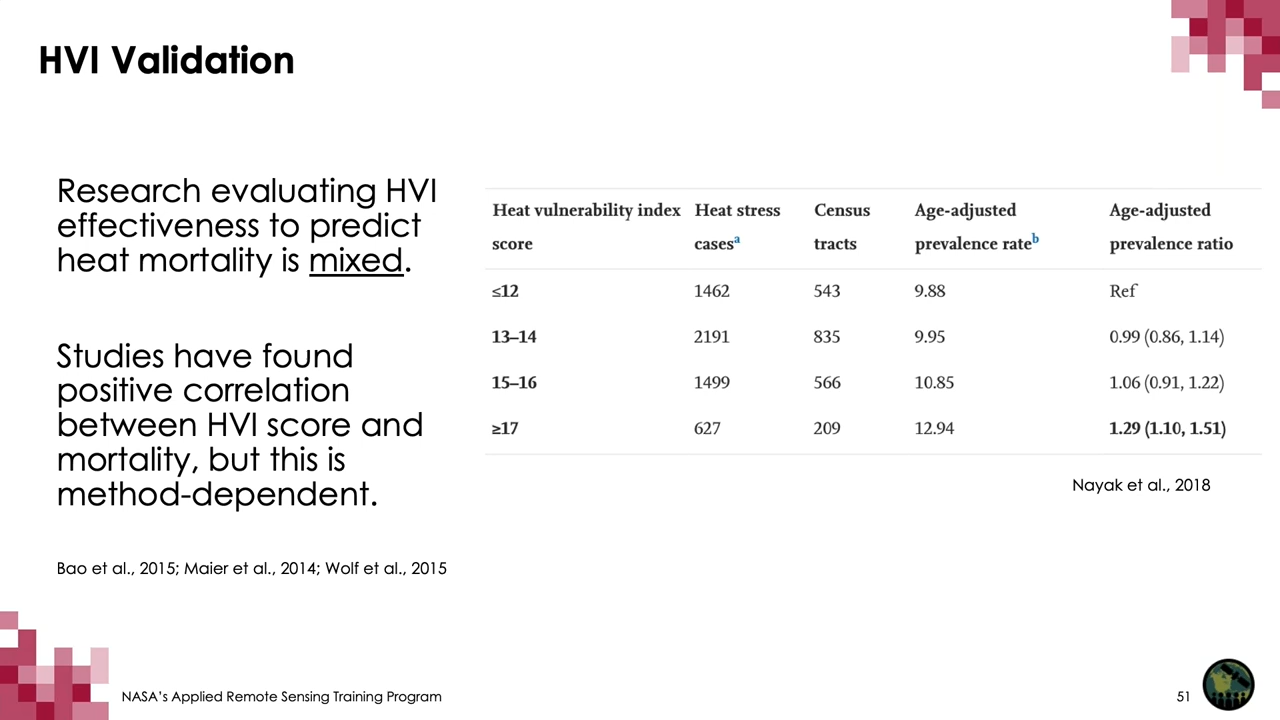 HVI Validation
Research evaluating HVI
effectiveness to predict
heat mortality is mixed.
Studies have found
positive correlation
between HVI score and
mortality, but this is
method-dependent.
Bao et al., 2015; Maier et al., 2014; Wolf et al., 2015
Heat vulnerability index score Heat stress casesa Census tracts Age-adjusted prevalence rateb Age-adjusted prevalence ratio
≤12 1462 543 9.88 Ref
13–14 2191 835 9.95 0.99 (0.86, 1.14)
15–16 1499 566 10.85 1.06 (0.91, 1.22)
≥17 627 209 12.94 1.29 (1.10, 1.51)
Nayak et al., 2018
NASA's Applied Remote Sensing Training Program
51